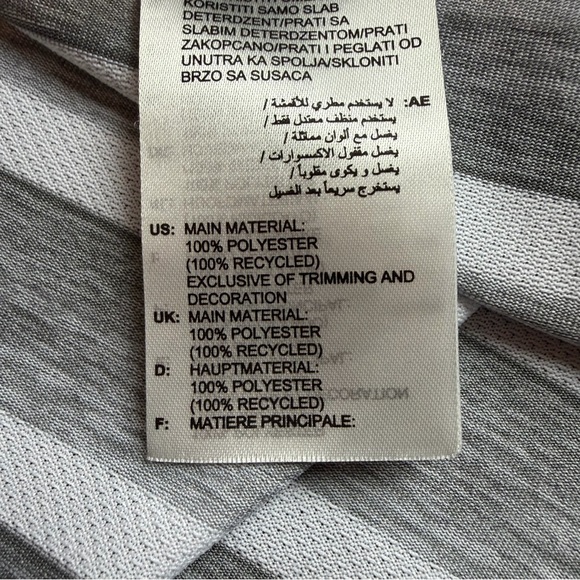 KORISTITI SAMO SLAB
DETERDZENT/PRATI SA
SLABIM DETERDZENTOM/PRATI
ZAKOPCANO/PRATI I PEGLATI OD
UNUTRA KA SPOLJA/SKLONITI
BRZO SA SUSACA
AE: لا يستخدم مطري للأقمشة /
يستخدم منظف معتدل فقط /
يغسل مع ألوان مماثلة /
يغسل مقفول الاكسسوارات /
يغسل و يكوى مقلوباً /
يستخرج سريعاً بعد الغسيل
US: MAIN MATERIAL:
100% POLYESTER
(100% RECYCLED)
EXCLUSIVE OF TRIMMING AND
DECORATION
UK: MAIN MATERIAL:
100% POLYESTER
(100% RECYCLED)
D: HAUPTMATERIAL:
100% POLYESTER
(100% RECYCLED)
F: MATIERE PRINCIPALE: